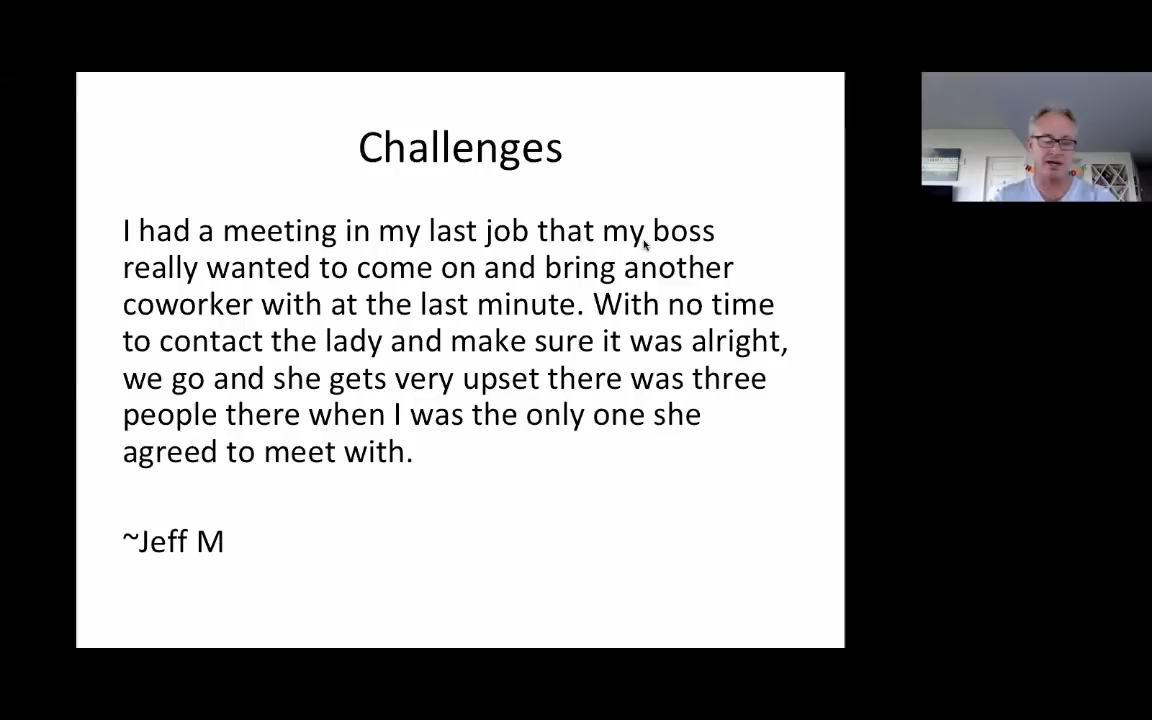 Challenges
I had a meeting in my last job that my boss
really wanted to come on and bring another
coworker with at the last minute. With no time
to contact the lady and make sure it was alright,
we go and she gets very upset there was three
people there when I was the only one she
agreed to meet with.
~Jeff M